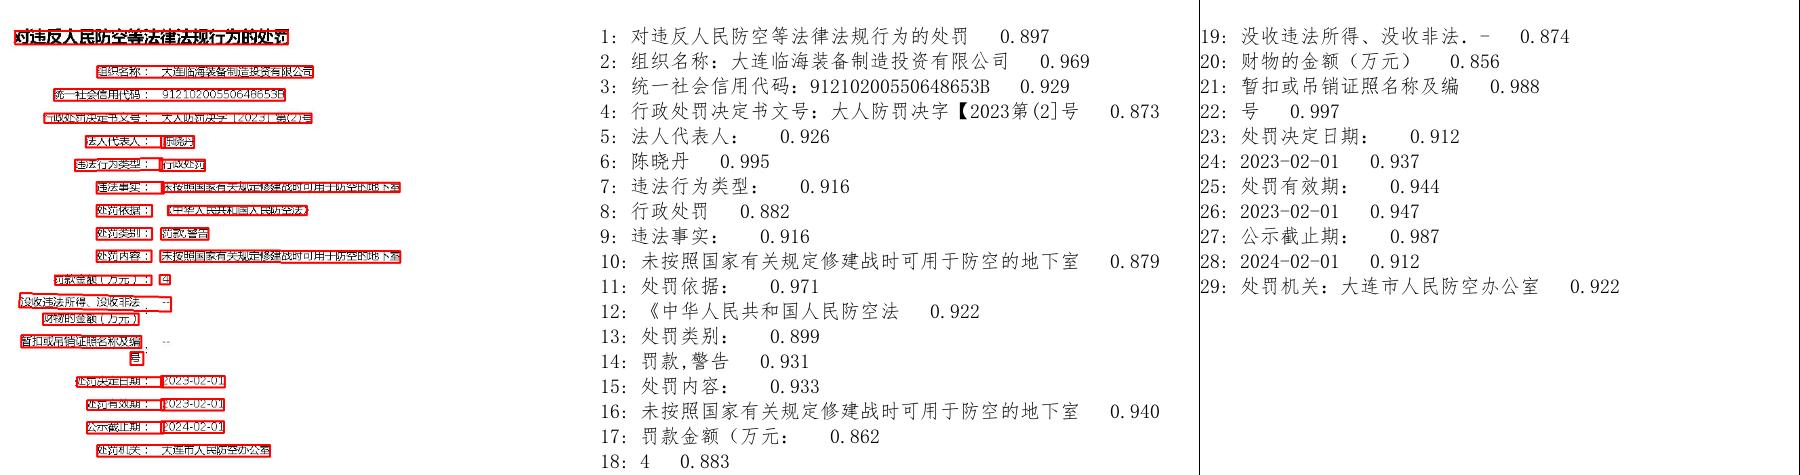 对违反人民防空等法律法规行为的处罚
组织名称： 大连临海装备制造投资有限公司
统一社会信用代码： 91210200550648653B
行政处罚决定书文号： 大人防罚决字【2023】第(2)号
法人代表人： 陈晓丹
违法行为类型： 行政处罚
违法事实： 未按照国家有关规定修建战时可用于防空的地下室
处罚依据： 《中华人民共和国人民防空法》
处罚类别： 罚款,警告
处罚内容： 未按照国家有关规定修建战时可用于防空的地下室
罚款金额（万元）： 4
没收违法所得、没收非法 --
财物的金额（万元）：
暂扣或吊销证照名称及编 --
号：
处罚决定日期： 2023-02-01
处罚有效期： 2023-02-01
公示截止期： 2024-02-01
处罚机关： 大连市人民防空办公室
1: 对违反人民防空等法律法规行为的处罚 0.897
2: 组织名称：大连临海装备制造投资有限公司 0.969
3: 统一社会信用代码：91210200550648653B 0.929
4: 行政处罚决定书文号：大人防罚决字【2023第(2]号 0.873
5: 法人代表人： 0.926
6: 陈晓丹 0.995
7: 违法行为类型： 0.916
8: 行政处罚 0.882
9: 违法事实： 0.916
10: 未按照国家有关规定修建战时可用于防空的地下室 0.879
11: 处罚依据： 0.971
12: 《中华人民共和国人民防空法 0.922
13: 处罚类别： 0.899
14: 罚款,警告 0.931
15: 处罚内容： 0.933
16: 未按照国家有关规定修建战时可用于防空的地下室 0.940
17: 罚款金额（万元： 0.862
18: 4 0.883
19: 没收违法所得、没收非法．- 0.874
20: 财物的金额（万元） 0.856
21: 暂扣或吊销证照名称及编 0.988
22: 号 0.997
23: 处罚决定日期： 0.912
24: 2023-02-01 0.937
25: 处罚有效期： 0.944
26: 2023-02-01 0.947
27: 公示截止期： 0.987
28: 2024-02-01 0.912
29: 处罚机关：大连市人民防空办公室 0.922